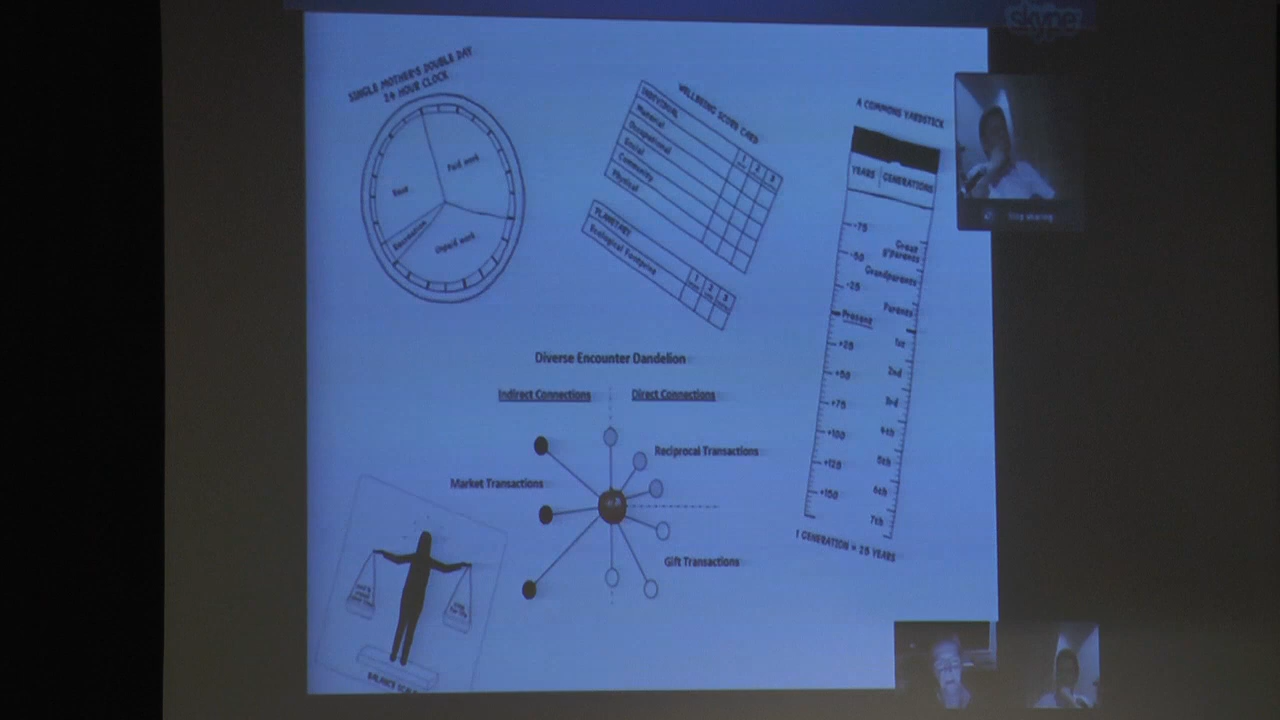 skype
SINGLE MOTHER'S DOUBLE DAY
24 HOUR CLOCK
Paid work
Unpaid work
Recreation
WELLBEING SCORE CARD
INDIVIDUAL
1 2 3
Material
Occupational
Social
Community
Physical
PLANETARY
1 2 3
Ecological Footprint
A COMMONS YARDSTICK
YEARS GENERATIONS
-75
Great
g'parents
-50
Grandparents
-25
Parents
Present
1st
+25
2nd
+50
3rd
+75
4th
+100
5th
+125
6th
+150
7th
1 GENERATION = 25 YEARS
Stop sharing
Diverse Encounter Dandelion
Indirect Connections
Direct Connections
Reciprocal Transactions
Market Transactions
Gift Transactions